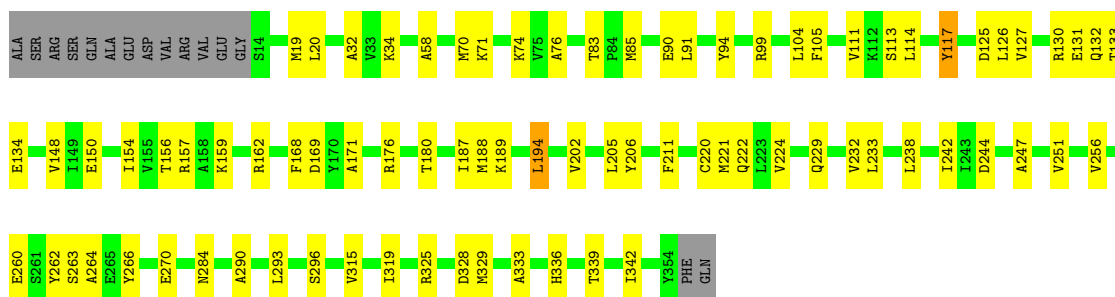 ALA SER ARG SER GLN ALA GLU ASP VAL ARG VAL GLU GLY S14 M19 L20 A32 V33 K34 A58 M70 K71 K74 V75 A76 T83 P84 M85 E90 L91 Y94 R99 L104 F105 V111 K112 S113 L114 Y117 D125 L126 V127 R130 E131 Q132 T133
E134 V148 I149 E150 I154 V155 T156 R157 A158 K159 R162 F168 D169 Y170 A171 R176 T180 I187 M188 K189 L194 V202 L205 Y206 F211 C220 M221 Q222 L223 V224 Q229 V232 L233 L238 I242 I243 D244 A247 V251 V256
E260 S261 Y262 S263 A264 E265 Y266 E270 N284 A290 L293 S296 V315 I319 R325 D328 M329 A333 H336 T339 I342 Y354 PHE GLN